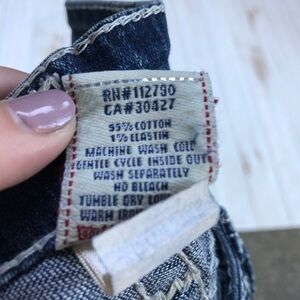 RN#112790
CA#30427
99% COTTON
1% ELASTIN
MACHINE WASH COLD
GENTLE CYCLE INSIDE OUT
WASH SEPARATELY
NO BLEACH
TUMBLE DRY LOW
WARM IRON